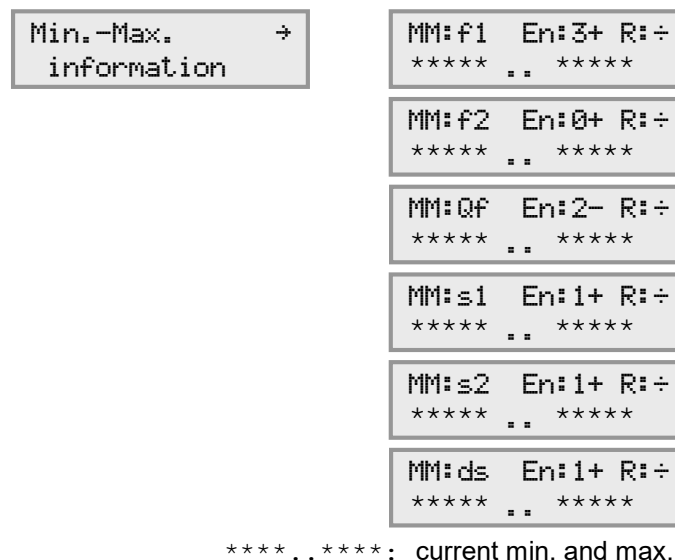 Min.-Max. →
information
MM:f1 En:3+ R:÷
***** .. *****
MM:f2 En:0+ R:÷
***** .. *****
MM:Qf En:2- R:÷
***** .. *****
MM:s1 En:1+ R:÷
***** .. *****
MM:s2 En:1+ R:÷
***** .. *****
MM:ds En:1+ R:÷
***** .. *****
****..****: current min. and max.